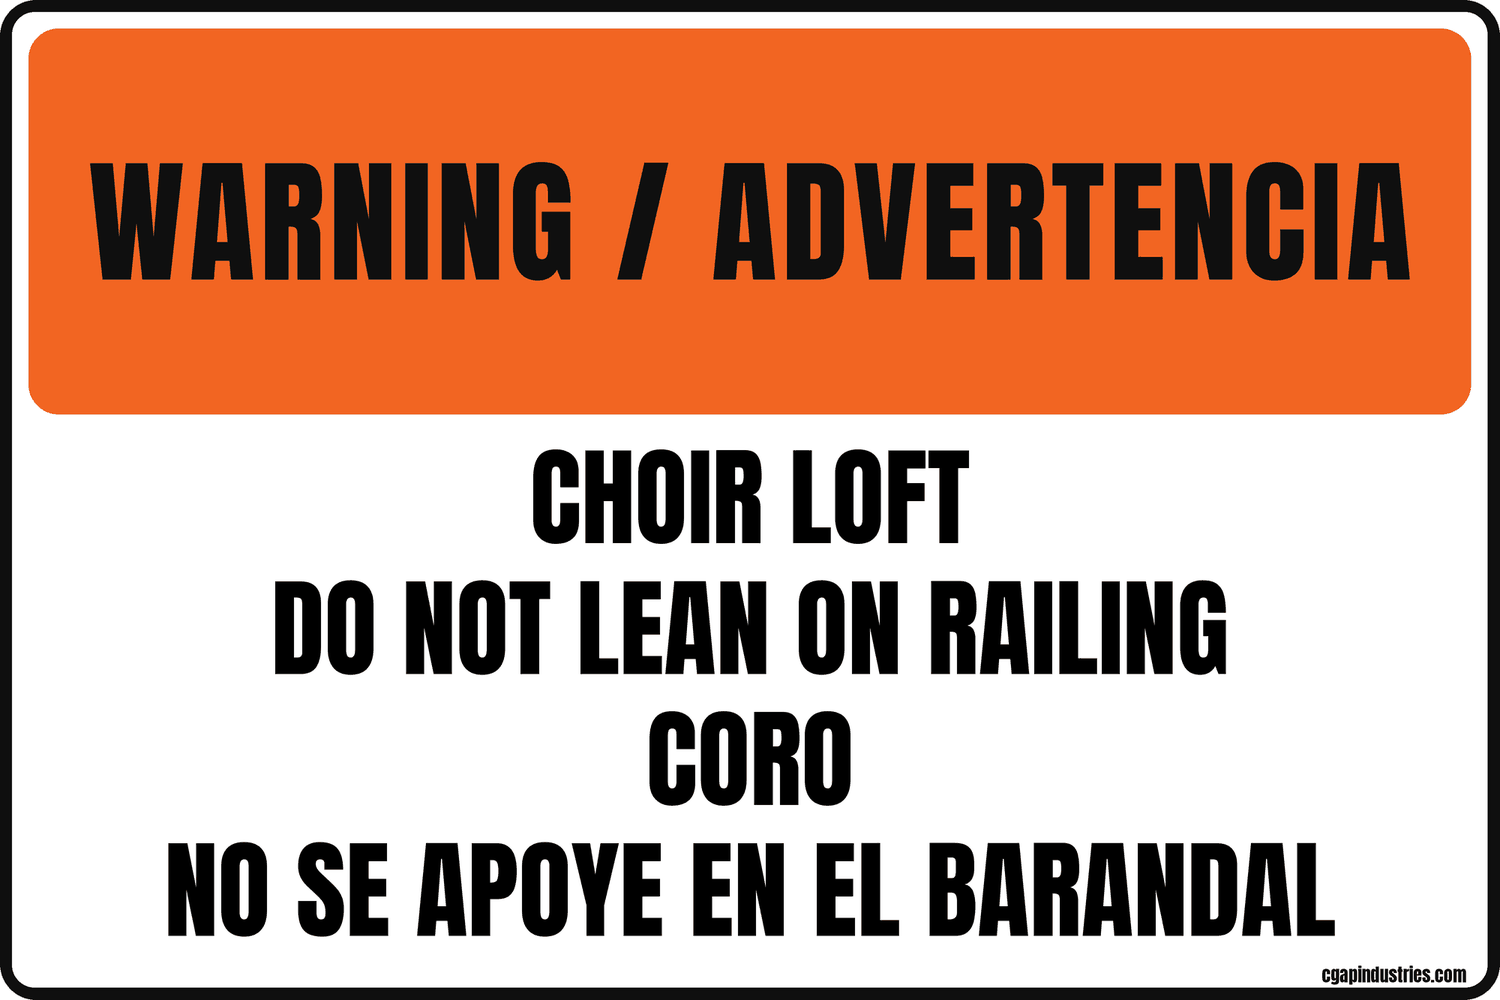 WARNING / ADVERTENCIA
CHOIR LOFT
DO NOT LEAN ON RAILING
CORO
NO SE APOYE EN EL BARANDAL
cgapindustries.com